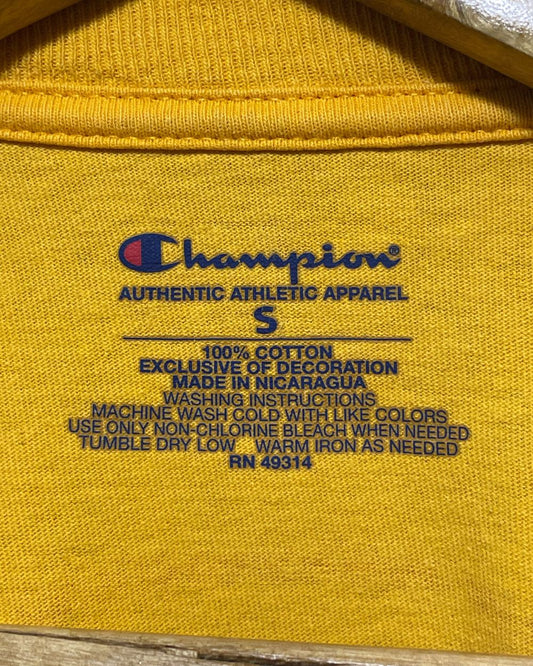 Champion®
AUTHENTIC ATHLETIC APPAREL
S
100% COTTON
EXCLUSIVE OF DECORATION
MADE IN NICARAGUA
WASHING INSTRUCTIONS
MACHINE WASH COLD WITH LIKE COLORS
USE ONLY NON-CHLORINE BLEACH WHEN NEEDED
TUMBLE DRY LOW WARM IRON AS NEEDED
RN 49314